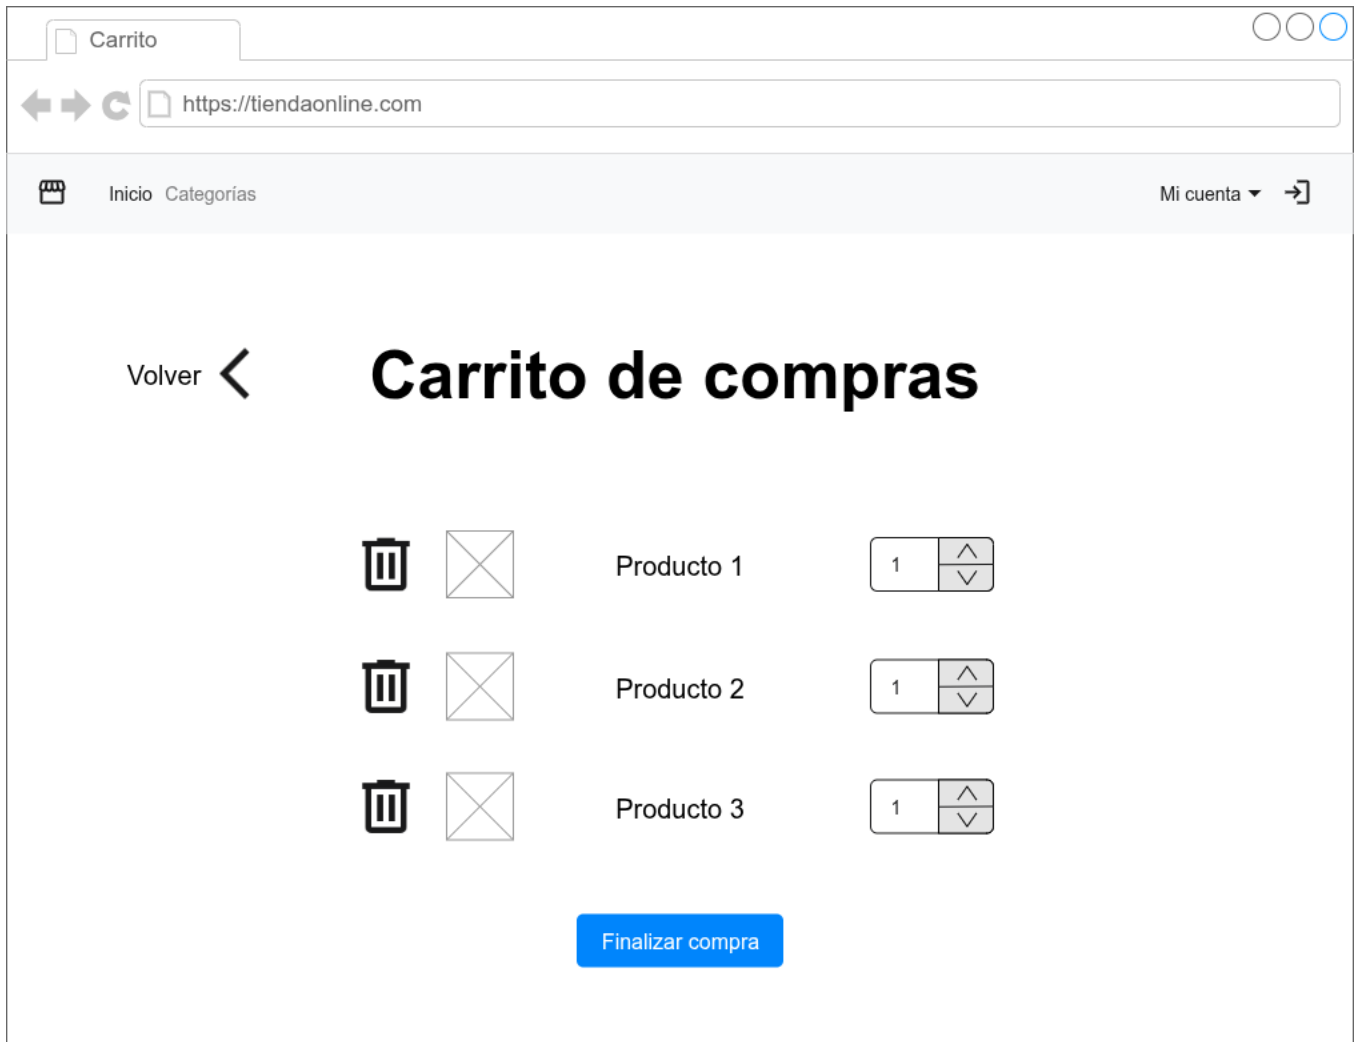 Carrito
https://tiendaonline.com
Inicio Categorías Mi cuenta
Volver Carrito de compras
Producto 1 1
Producto 2 1
Producto 3 1
Finalizar compra